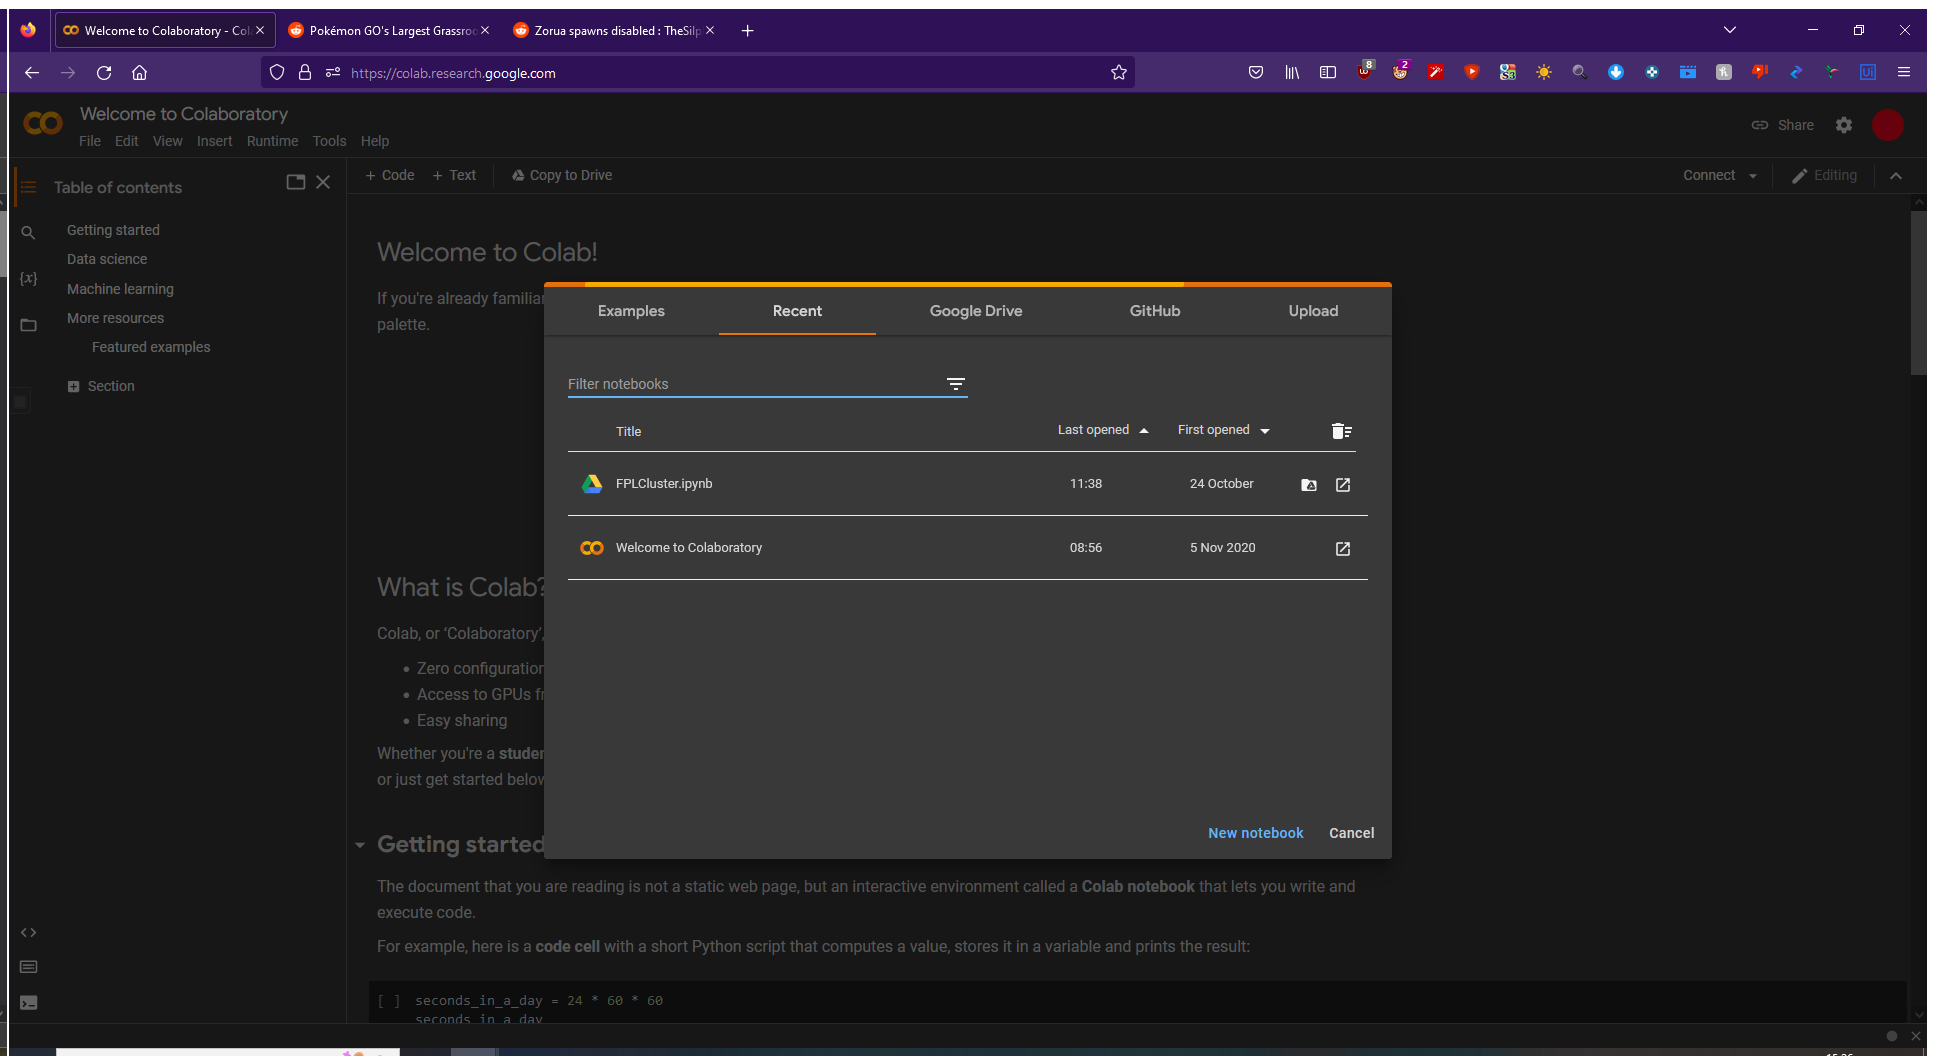 Welcome to Colaboratory - Col
Pokémon GO's Largest Grassroo
Zorua spawns disabled : TheSilp
https://colab.research.google.com
8
2
Welcome to Colaboratory
File Edit View Insert Runtime Tools Help
Share
Table of contents
+ Code + Text Copy to Drive
Connect Editing
Getting started
Data science
Machine learning
More resources
Featured examples
Section
{x}
Welcome to Colab!
If you're already familiar
palette.
Examples Recent Google Drive GitHub Upload
Filter notebooks
Title Last opened First opened
FPLCluster.ipynb 11:38 24 October
Welcome to Colaboratory 08:56 5 Nov 2020
New notebook Cancel
What is Colab?
Colab, or ‘Colaboratory’,
• Zero configuration
• Access to GPUs fr
• Easy sharing
Whether you're a studen
or just get started below
Getting started
The document that you are reading is not a static web page, but an interactive environment called a Colab notebook that lets you write and
execute code.
For example, here is a code cell with a short Python script that computes a value, stores it in a variable and prints the result:
[ ] seconds_in_a_day = 24 * 60 * 60
seconds_in_a_day